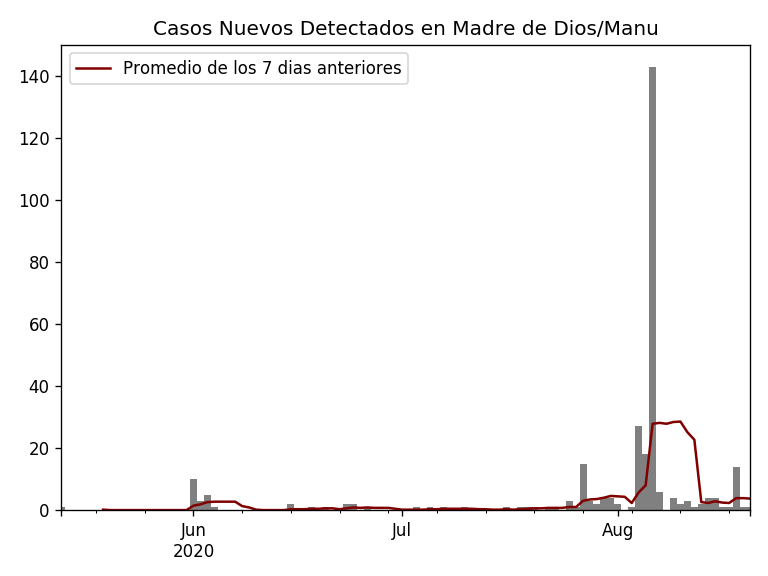 Casos Nuevos Detectados en Madre de Dios/Manu
Promedio de los 7 dias anteriores
140
120
100
80
60
40
20
0
Jun
2020
Jul
Aug